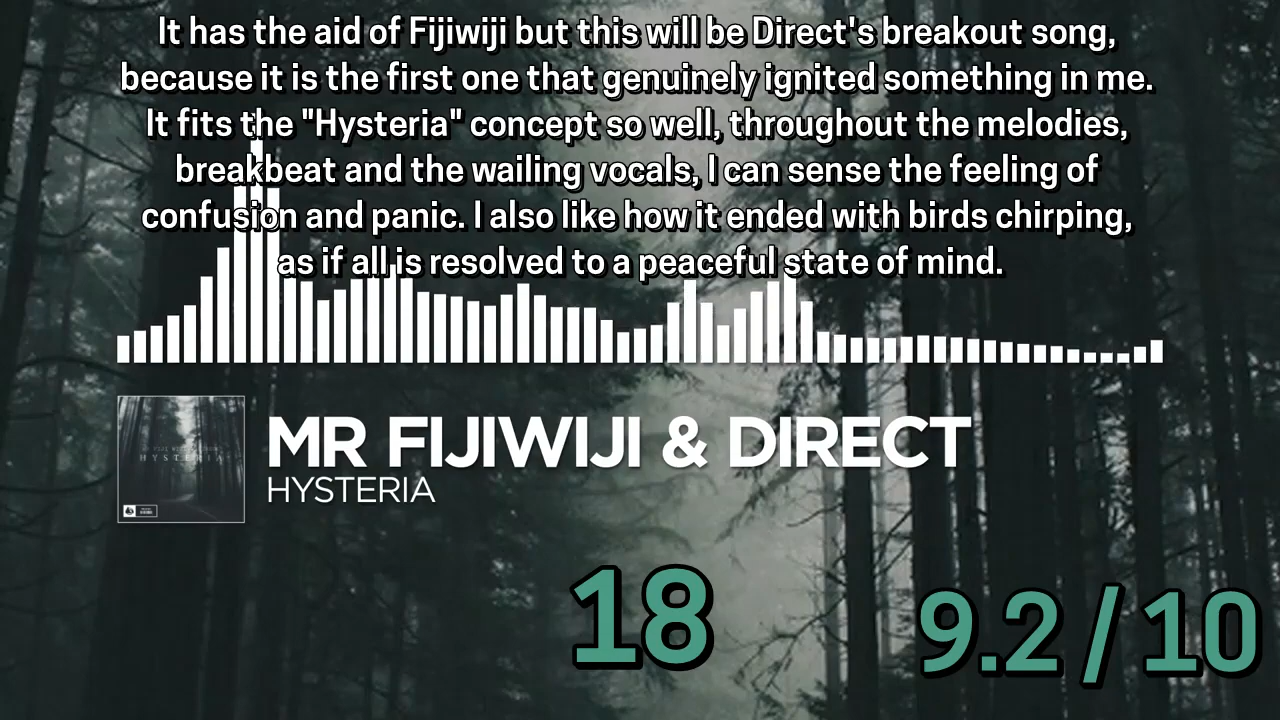 It has the aid of Fijiwiji but this will be Direct's breakout song,
because it is the first one that genuinely ignited something in me.
It fits the "Hysteria" concept so well, throughout the melodies,
breakbeat and the wailing vocals, I can sense the feeling of
confusion and panic. I also like how it ended with birds chirping,
as if all is resolved to a peaceful state of mind.
HYSTERIA
MR FIJIWIJI & DIRECT
HYSTERIA
18
9.2 / 10